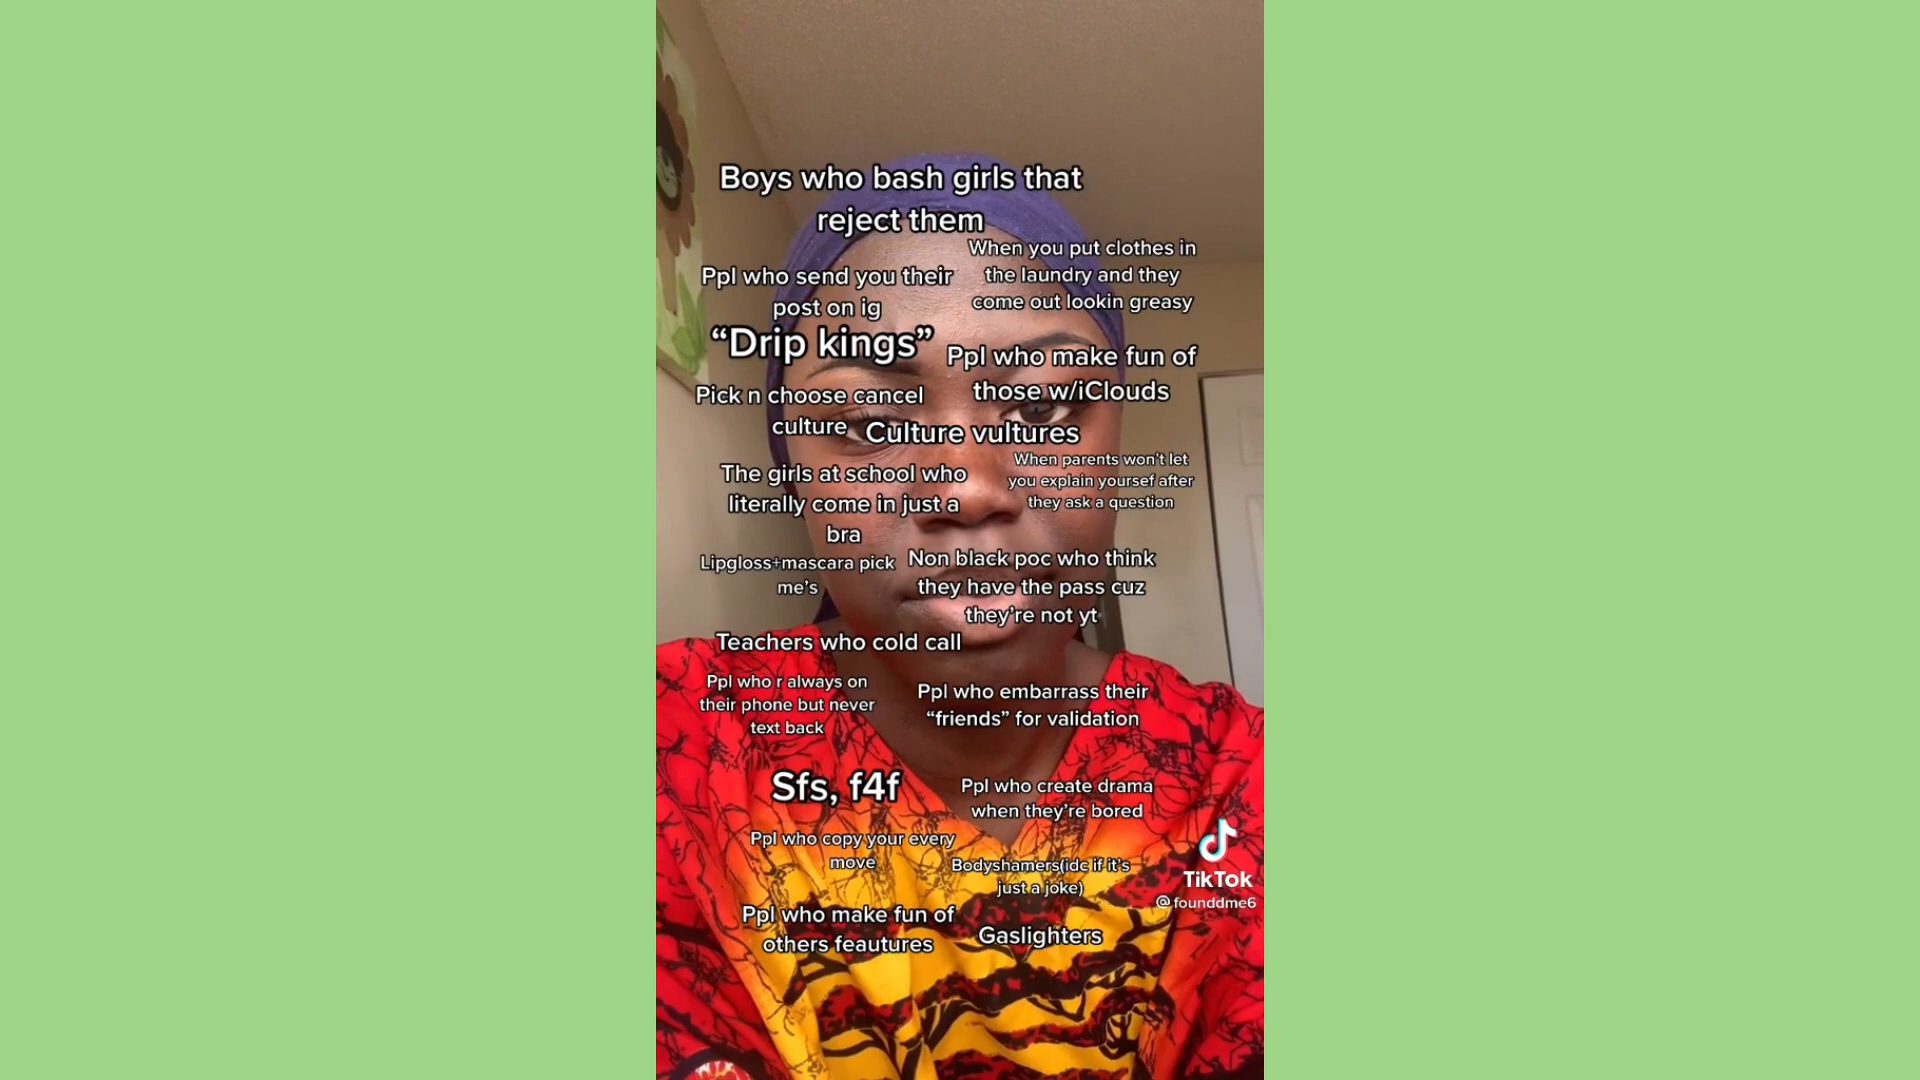 Boys who bash girls that
reject them
When you put clothes in
the laundry and they
come out lookin greasy
Ppl who send you their
post on ig
“Drip kings”
Ppl who make fun of
those w/iClouds
Pick n choose cancel
culture
Culture vultures
The girls at school who
literally come in just a
bra
When parents won't let
you explain yoursef after
they ask a question
Lipgloss+mascara pick
me's
Non black poc who think
they have the pass cuz
they're not yt
Teachers who cold call
Ppl who r always on
their phone but never
text back
Ppl who embarrass their
“friends” for validation
Sfs, f4f
Ppl who create drama
when they're bored
Ppl who copy your every
move
Bodyshamers(idc if it's
just a joke)
Ppl who make fun of
others feautures
Gaslighters
TikTok
@founddme6